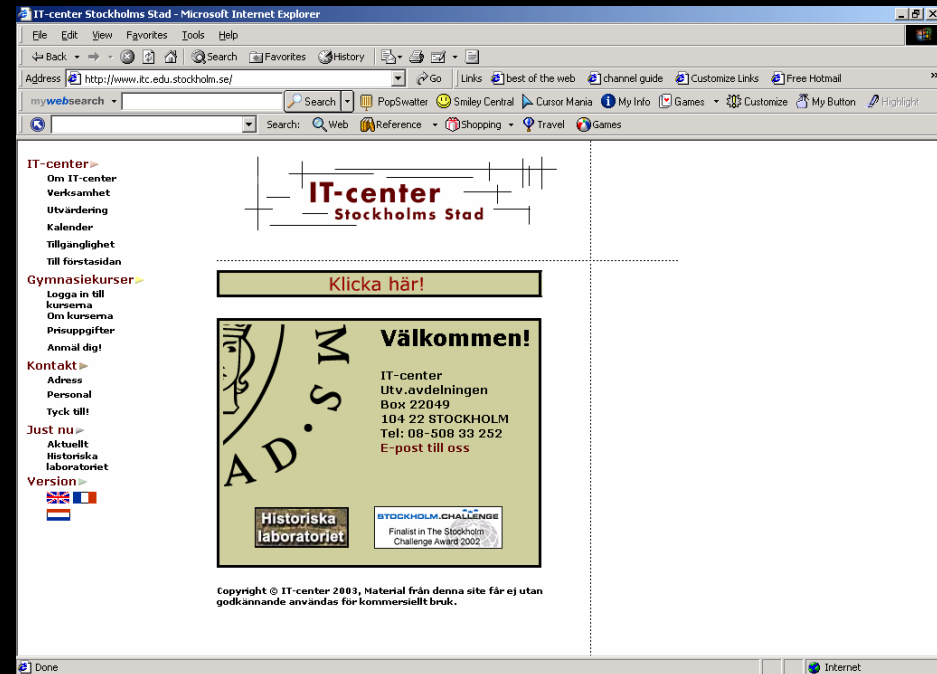 IT-center Stockholms Stad - Microsoft Internet Explorer
File Edit View Favorites Tools Help
Back Search Favorites History
Address http://www.itc.edu.stockholm.se/ Go Links best of the web channel guide Customize Links Free Hotmail »
mywebsearch Search PopSwatter Smiley Central Cursor Mania My Info Games Customize My Button Highlight
Search: Web Reference Shopping Travel Games
IT-center
Om IT-center
Verksamhet
Utvärdering
Kalender
Tillgänglighet
Till förstasidan
Gymnasiekurser
Logga in till
kurserna
Om kurserna
Prisuppgifter
Anmäl dig!
Kontakt
Adress
Personal
Tyck till!
Just nu
Aktuellt
Historiska
laboratoriet
Version
IT-center
Stockholms Stad
Klicka här!
M S · AD
Välkommen!
IT-center
Utv.avdelningen
Box 22049
104 22 STOCKHOLM
Tel: 08-508 33 252
E-post till oss
Historiska
laboratoriet
STOCKHOLM.CHALLENGE
Finalist in The Stockholm
Challenge Award 2002
Copyright © IT-center 2003, Material från denna site får ej utan
godkännande användas för kommersiellt bruk.
Done Internet